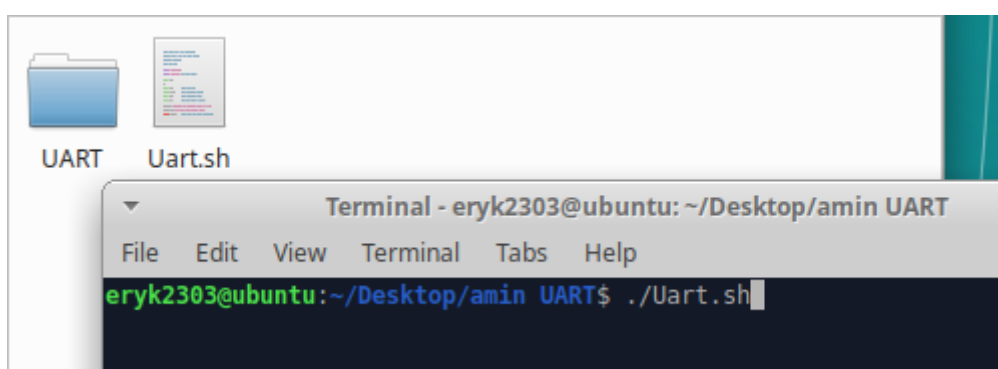 UART Uart.sh
Terminal - eryk2303@ubuntu: ~/Desktop/amin UART
File Edit View Terminal Tabs Help
eryk2303@ubuntu:~/Desktop/amin UART$ ./Uart.sh